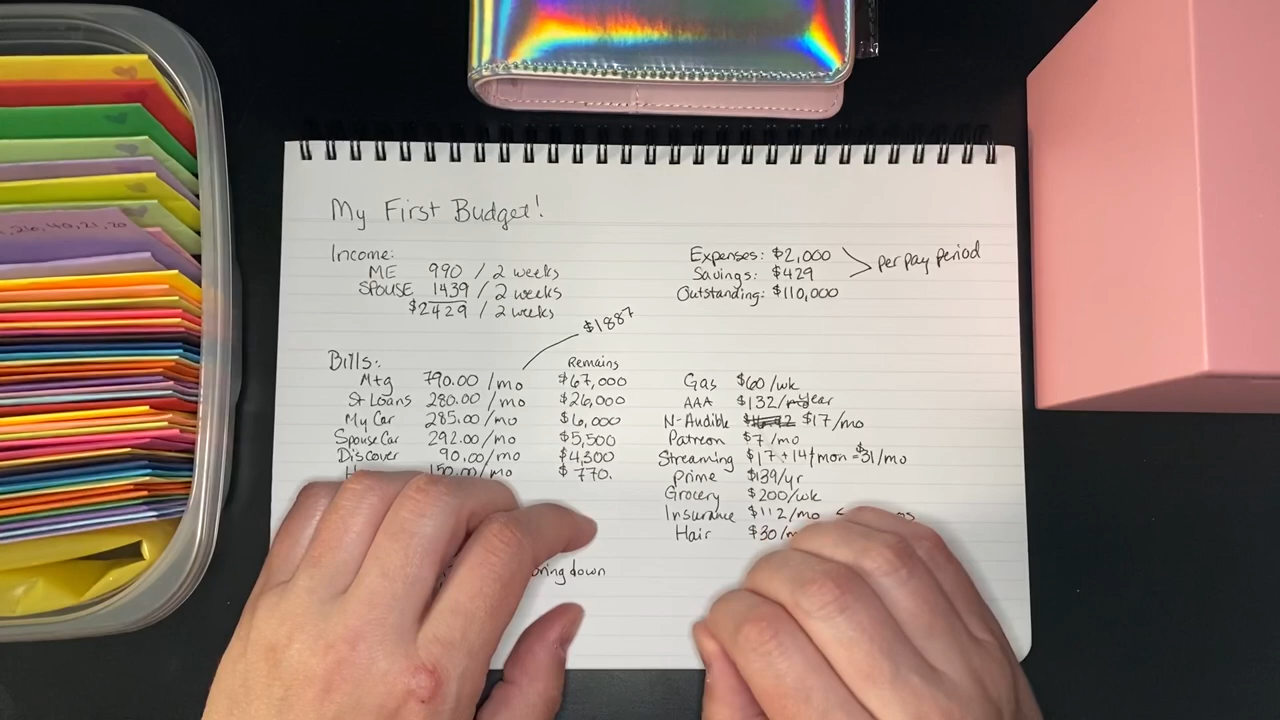 My First Budget!
Income:
ME 990 / 2 weeks
SPOUSE 1439 / 2 weeks
$2429 / 2 weeks
Expenses: $2,000
Savings: $429
Outstanding: $110,000
per pay period
$1887
Bills: Remains
Mtg 790.00 /mo $67,000
St Loans 280.00 /mo $26,000
My Car 285.00 /mo $6,000
Spouse Car 292.00 /mo $5,500
Discover 90.00 /mo $4,300
150.00 /mo $770.
bring down
Gas $60/wk
AAA $132/year
N-Audible $17/mo
Patreon $7/mo
Streaming $17+14/mon = $31/mo
Prime $139/yr
Grocery $200/wk
Insurance $112/mo
Hair $30/m
, 26, 40, 21, 20